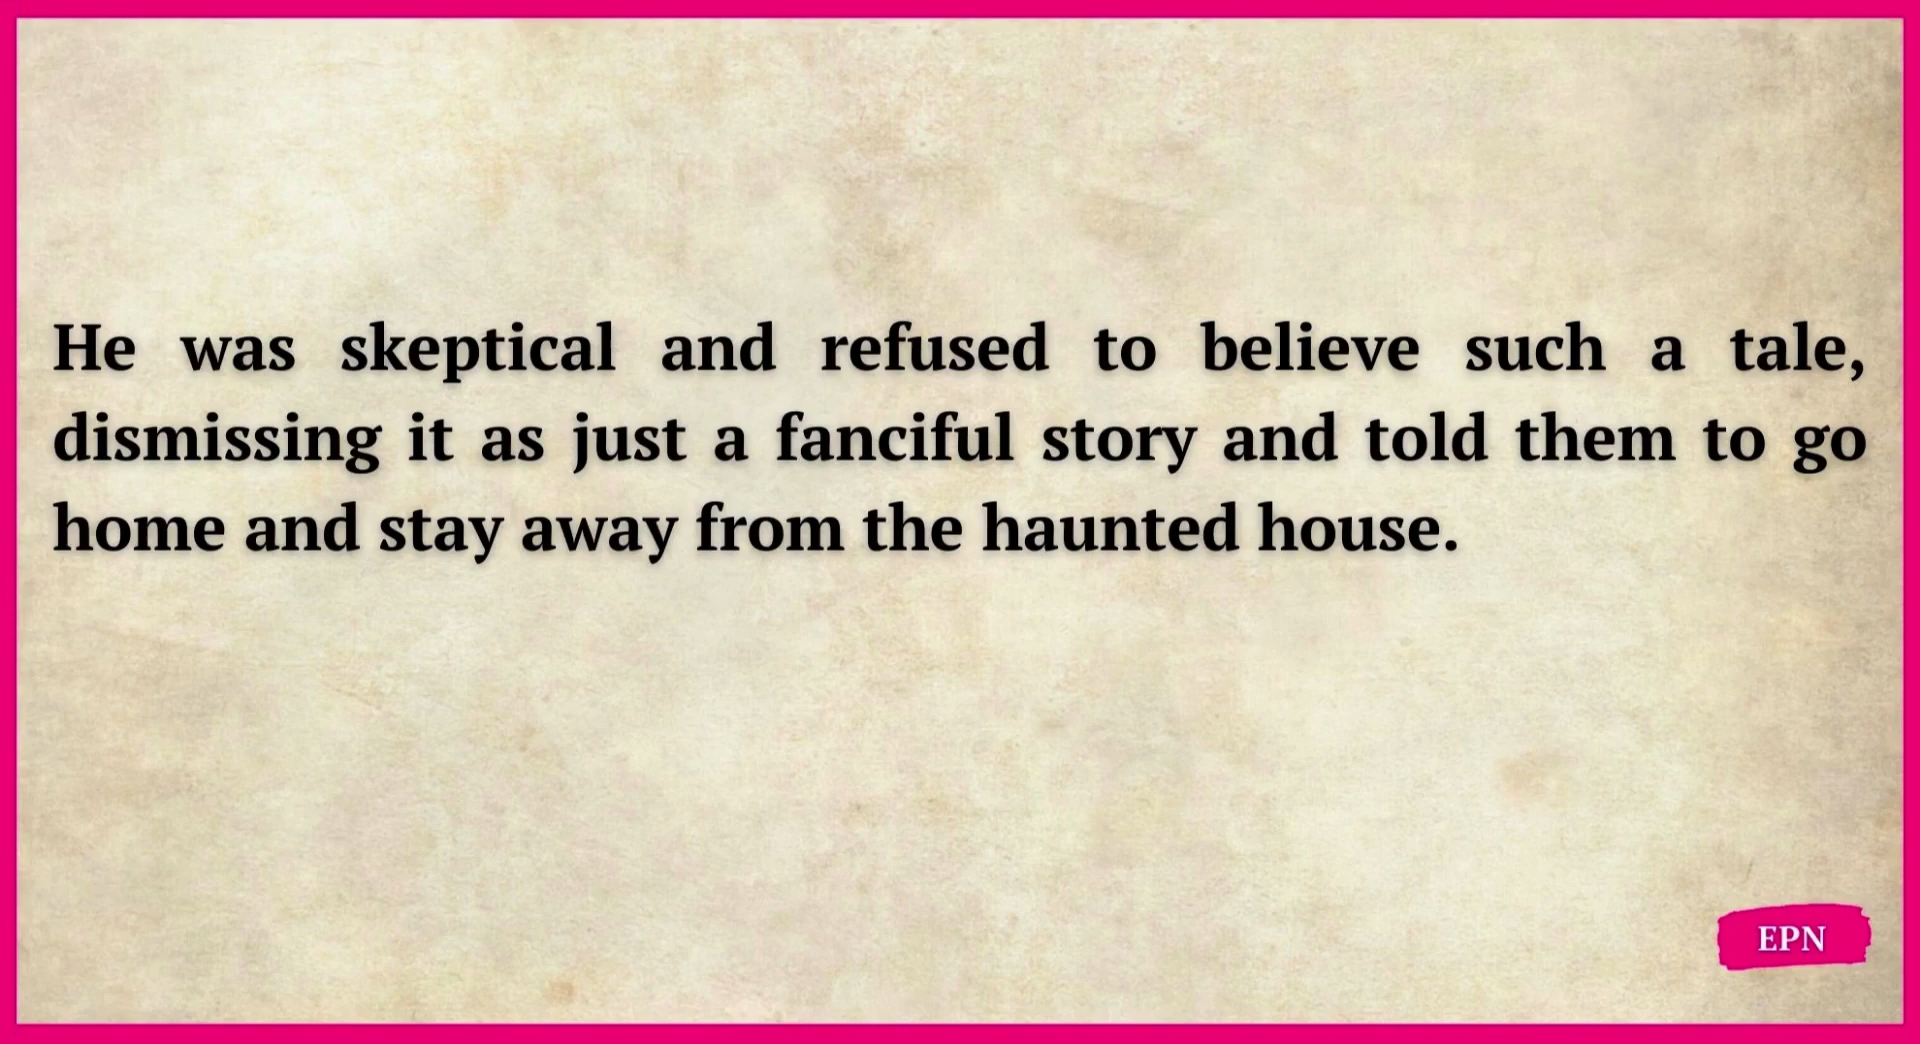 He was skeptical and refused to believe such a tale,
dismissing it as just a fanciful story and told them to go
home and stay away from the haunted house.
EPN